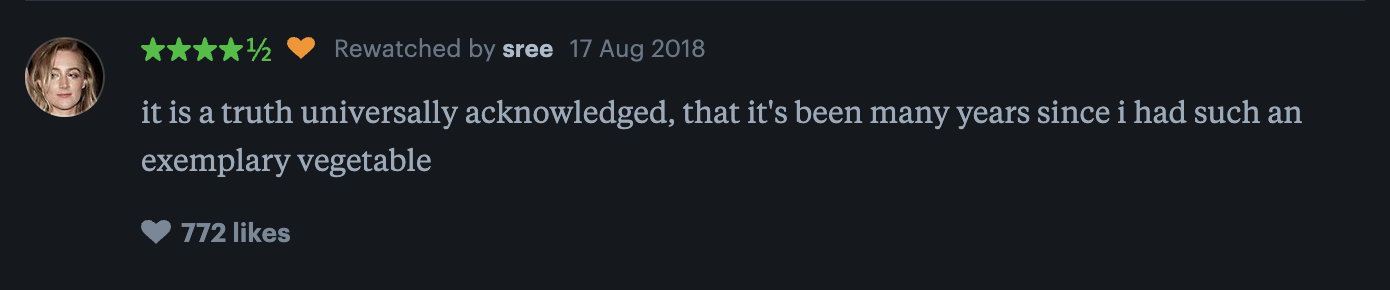 ★★★★½ Rewatched by sree 17 Aug 2018
it is a truth universally acknowledged, that it's been many years since i had such an
exemplary vegetable
772 likes